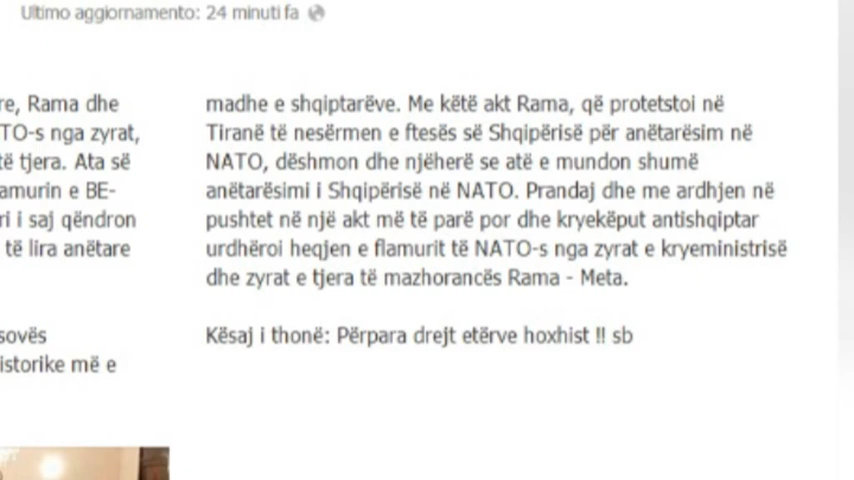 Ultimo aggiornamento: 24 minuti fa
re, Rama dhe
TO-s nga zyrat,
të tjera. Ata së
amurin e BE-
ri i saj qëndron
të lira anëtare
sovës
istorike më e
madhe e shqiptarëve. Me këtë akt Rama, që protetstoi në
Tiranë të nesërmen e ftesës së Shqipërisë për anëtarësim në
NATO, dëshmon dhe njëherë se atë e mundon shumë
anëtarësimi i Shqipërisë në NATO. Prandaj dhe me ardhjen në
pushtet në një akt më të parë por dhe kryekëput antishqiptar
urdhëroi heqjen e flamurit të NATO-s nga zyrat e kryeministrisë
dhe zyrat e tjera të mazhorancës Rama - Meta.
Kësaj i thonë: Përpara drejt etërve hoxhist !! sb